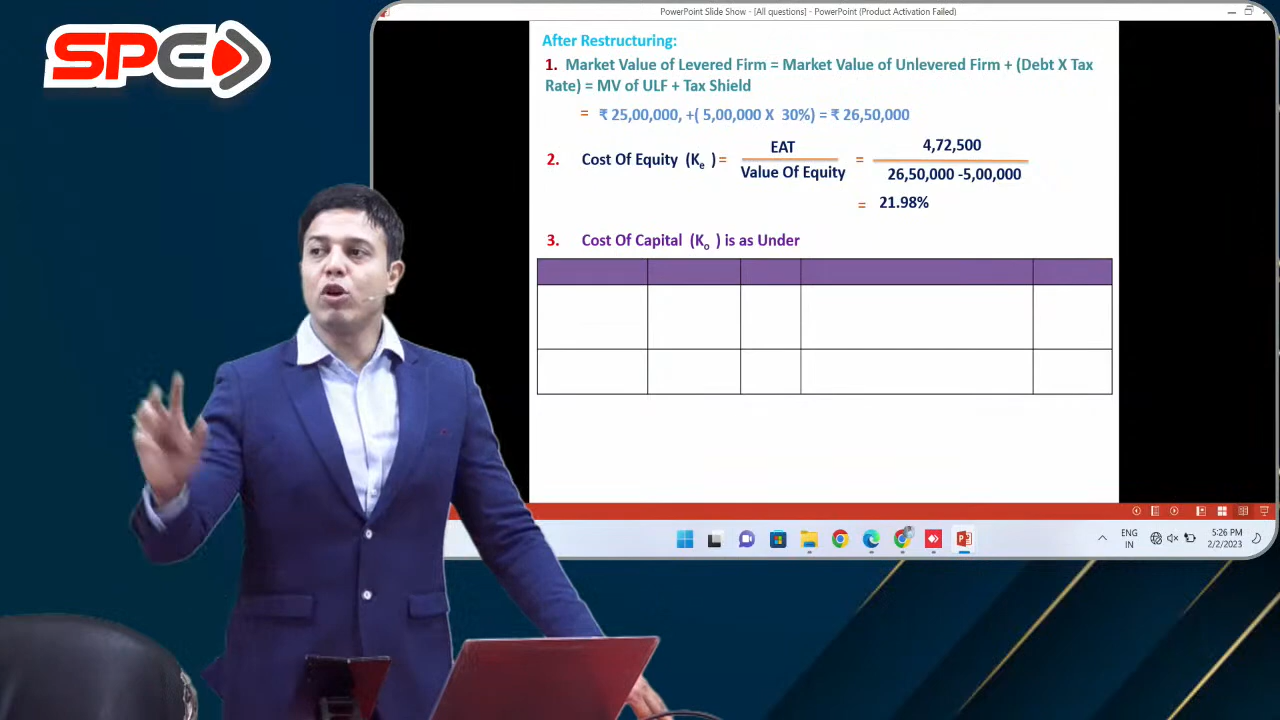 SPC
PowerPoint Slide Show - [All questions] - PowerPoint (Product Activation Failed)
After Restructuring:
1. Market Value of Levered Firm = Market Value of Unlevered Firm + (Debt X Tax
Rate) = MV of ULF + Tax Shield
= ₹ 25,00,000, +( 5,00,000 X 30%) = ₹ 26,50,000
2. Cost Of Equity (Ke ) = EAT / Value Of Equity = 4,72,500 / 26,50,000 -5,00,000
= 21.98%
3. Cost Of Capital (Ko ) is as Under
ENG
IN
5:26 PM
2/2/2023